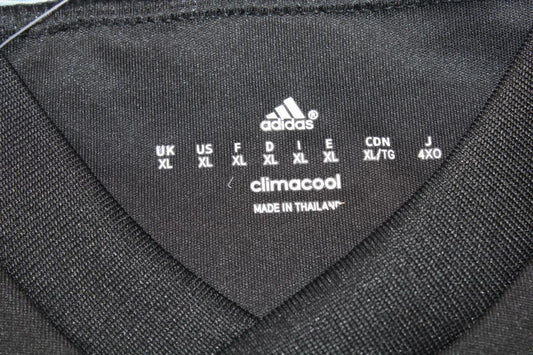 adidas®
UK US F D I E CDN J
XL XL XL XL XL XL XL/TG 4XO
climacool
MADE IN THAILAND